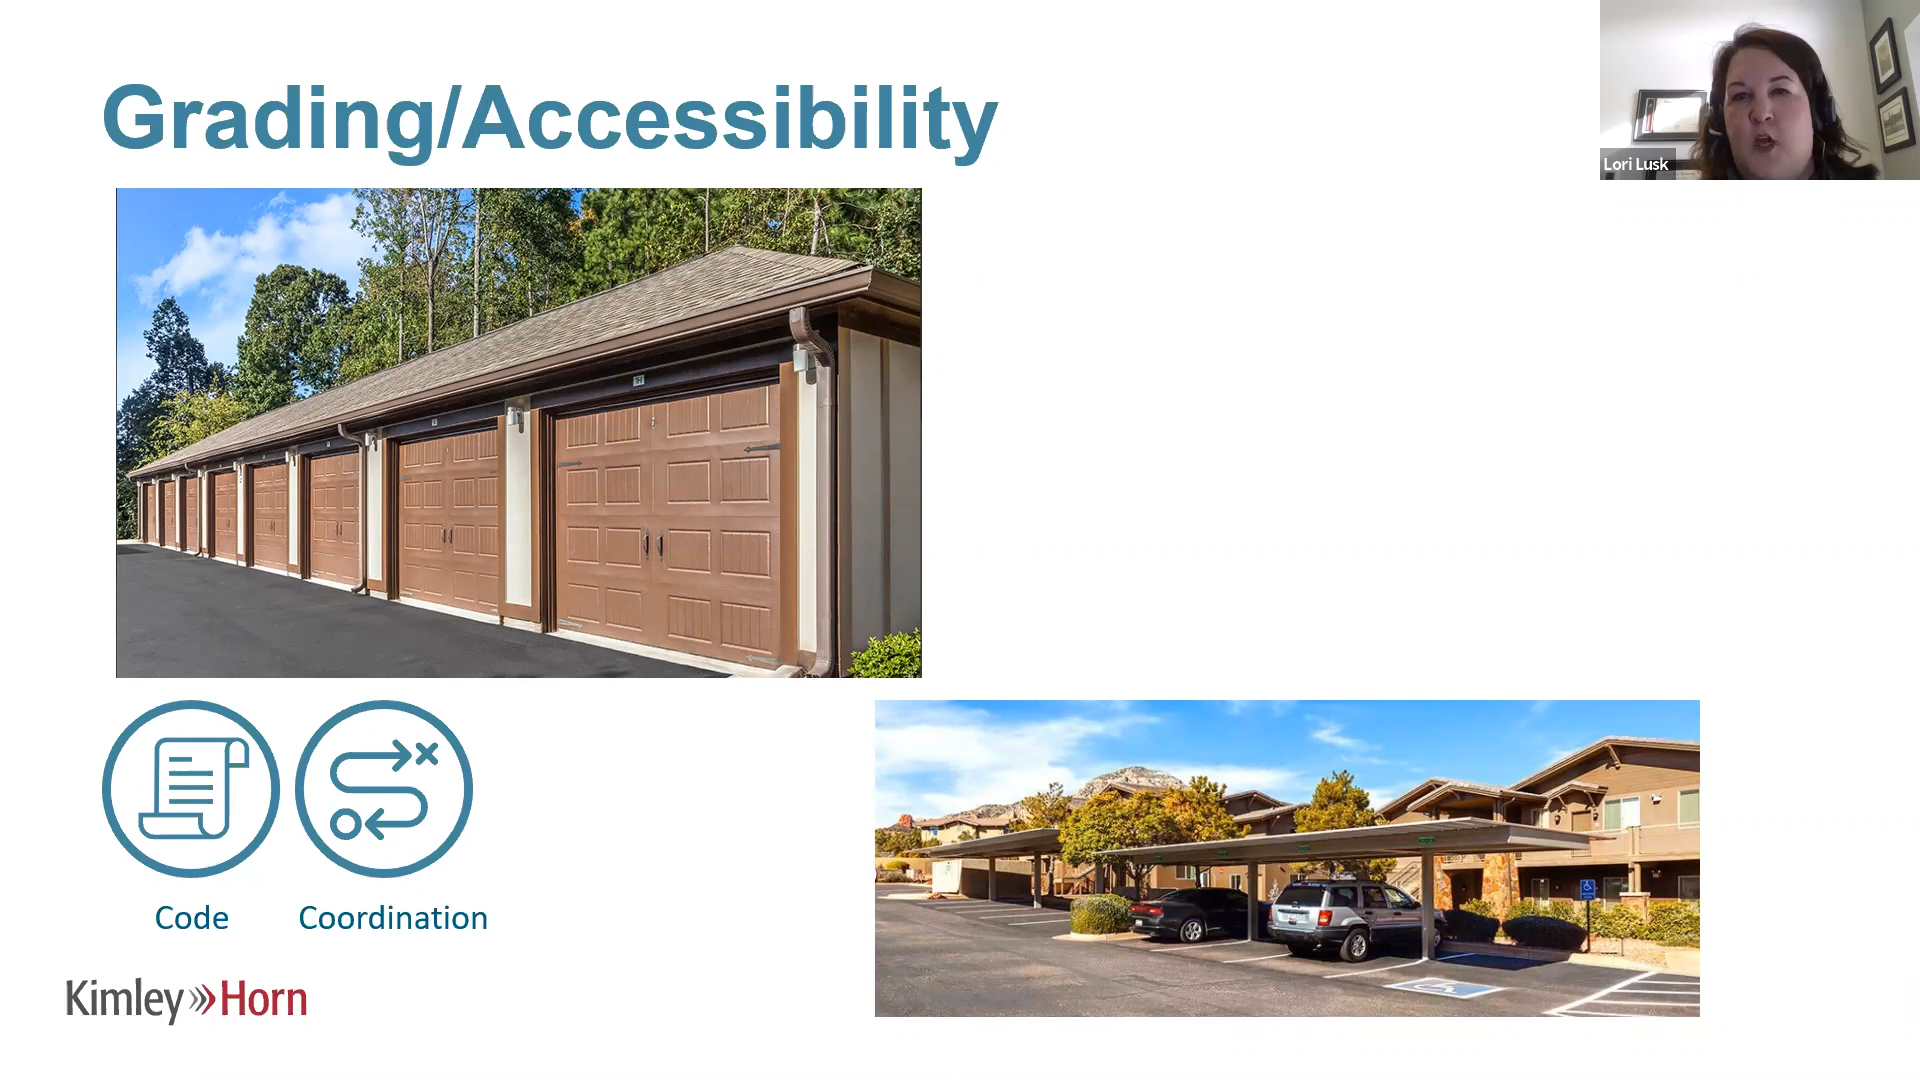 Grading/Accessibility
Lori Lusk
H
Code
Coordination
Kimley»Horn